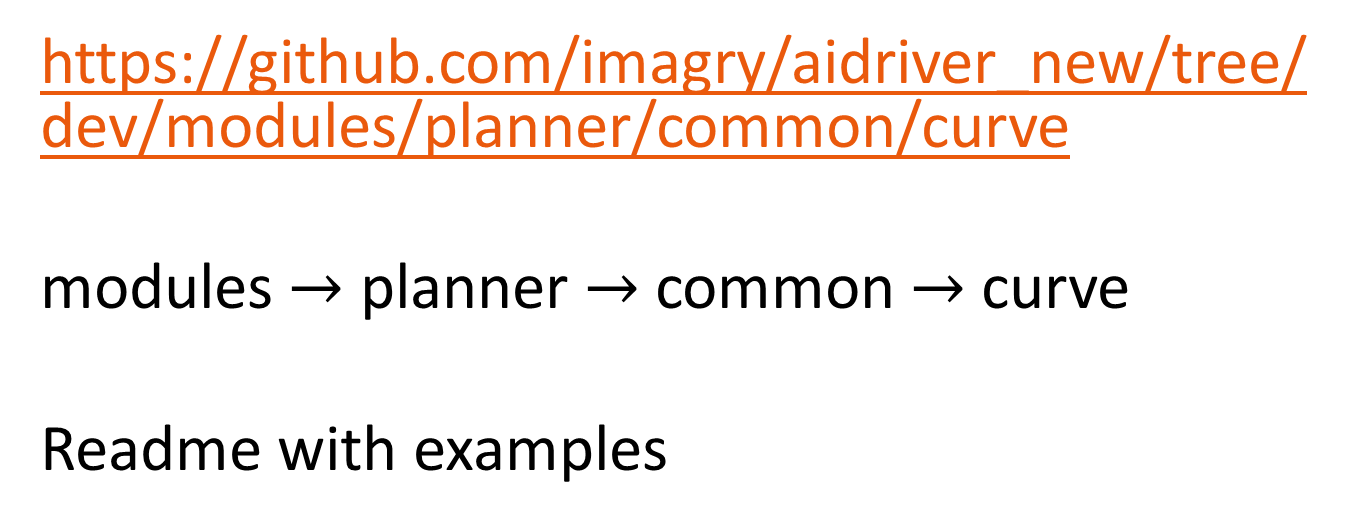 https://github.com/imagry/aidriver_new/tree/
dev/modules/planner/common/curve
modules → planner → common → curve
Readme with examples